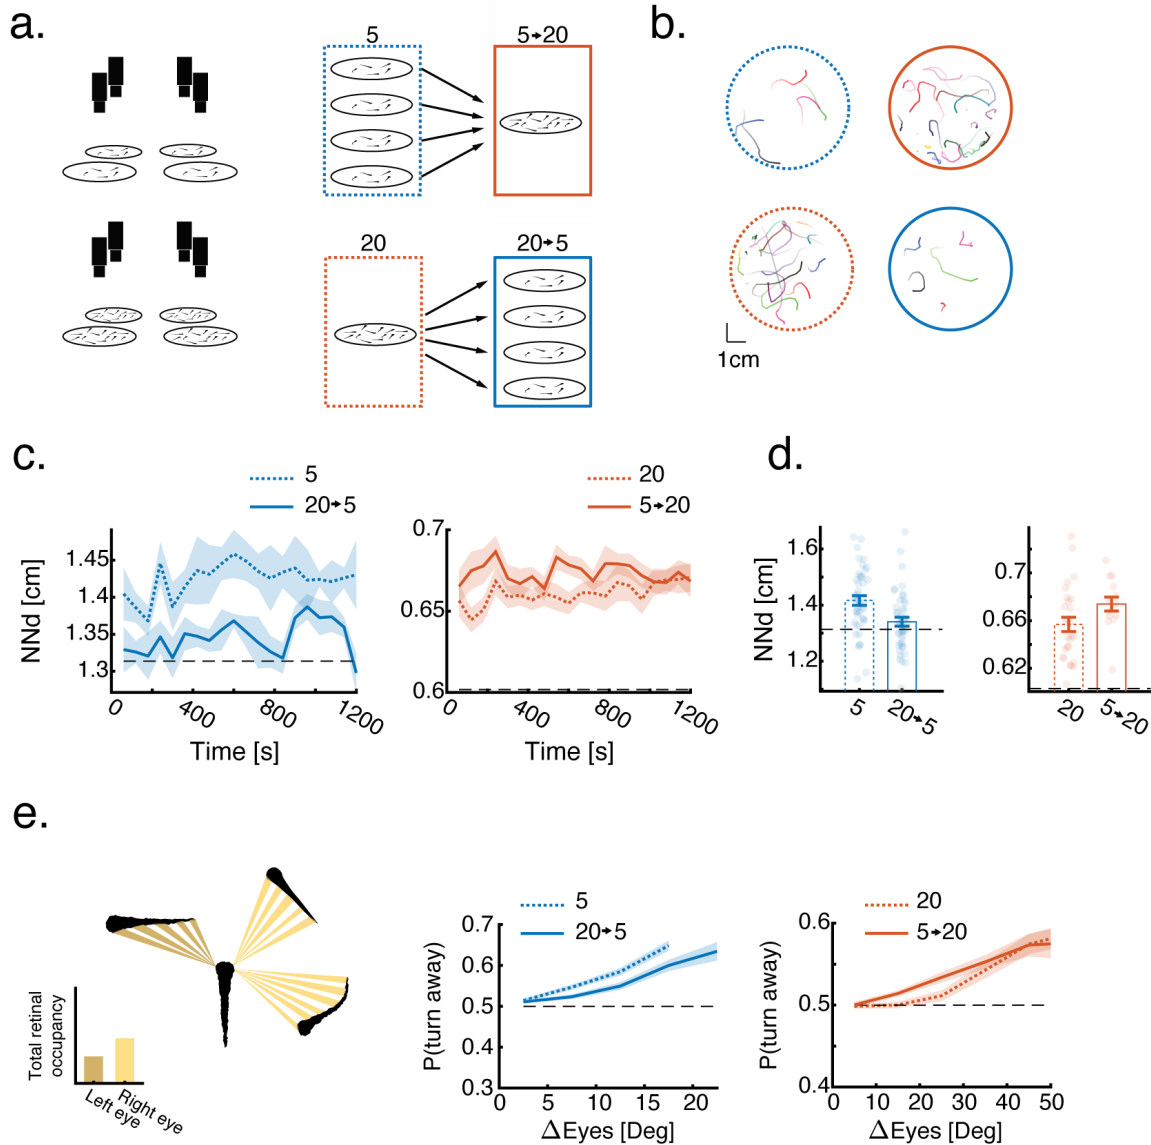 a.
5
5→20
20
20→5
b.
1cm
c.
5
20→5
20
5→20
NNd [cm]
1.45
1.4
1.35
1.3
0
400
800
1200
Time [s]
0.7
0.65
0.6
0
400
800
1200
Time [s]
d.
NNd [cm]
1.6
1.4
1.2
5
20→5
0.7
0.66
0.62
20
5→20
e.
Total retinal
occupancy
Left eye
Right eye
5
20→5
P(turn away)
0.7
0.6
0.5
0.4
0.3
0 5 10 15 20
ΔEyes [Deg]
20
5→20
P(turn away)
0.6
0.5
0.4
0 10 20 30 40 50
ΔEyes [Deg]